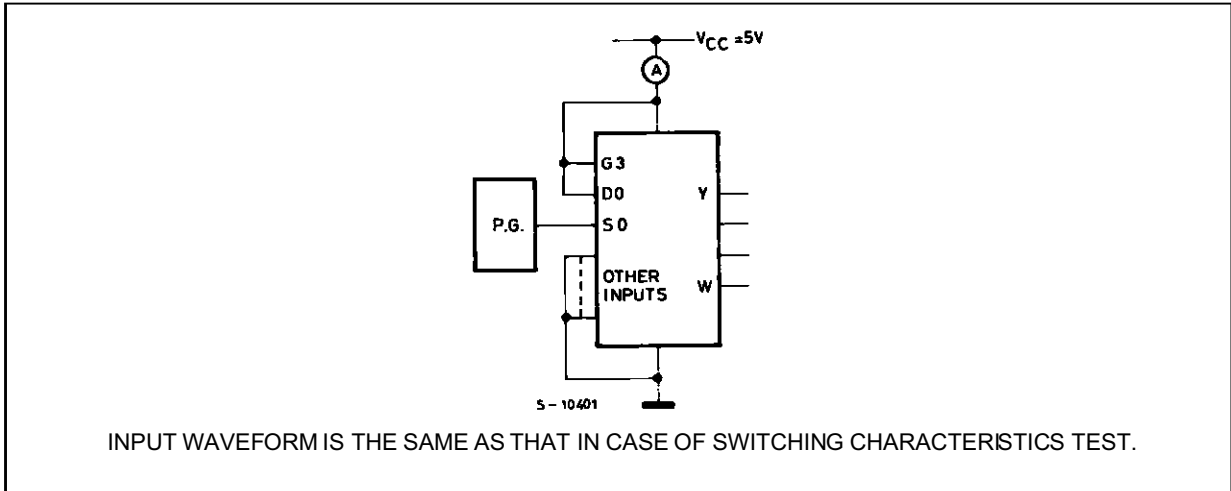 VCC =5V
A
G3
D0
Y
P.G.
S0
OTHER
INPUTS
W
S-10401
INPUT WAVEFORM IS THE SAME AS THAT IN CASE OF SWITCHING CHARACTERISTICS TEST.